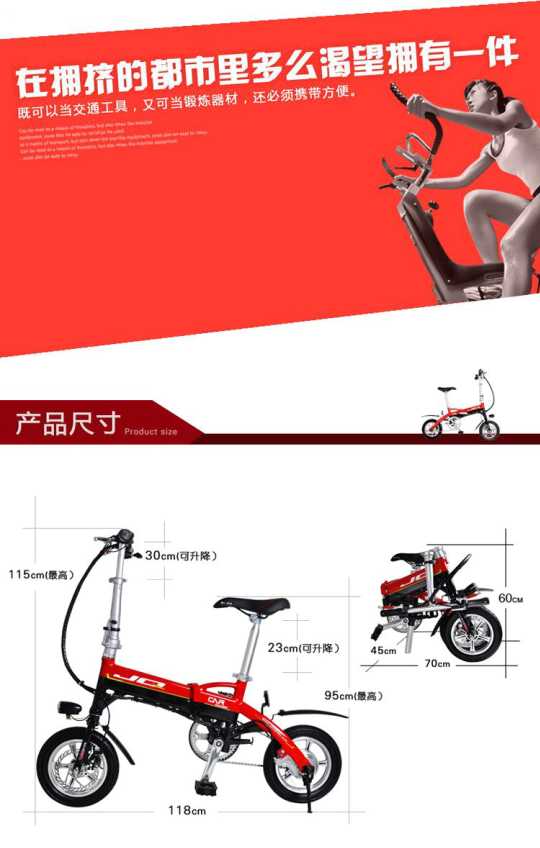 在拥挤的都市里多么渴望拥有一件
既可以当交通工具，又可当锻炼器材，还必须携带方便。
产品尺寸 Product size
115cm(最高)
30cm(可升降)
23cm(可升降)
95cm(最高)
118cm
60CM
45cm
70cm
JQ
CNR